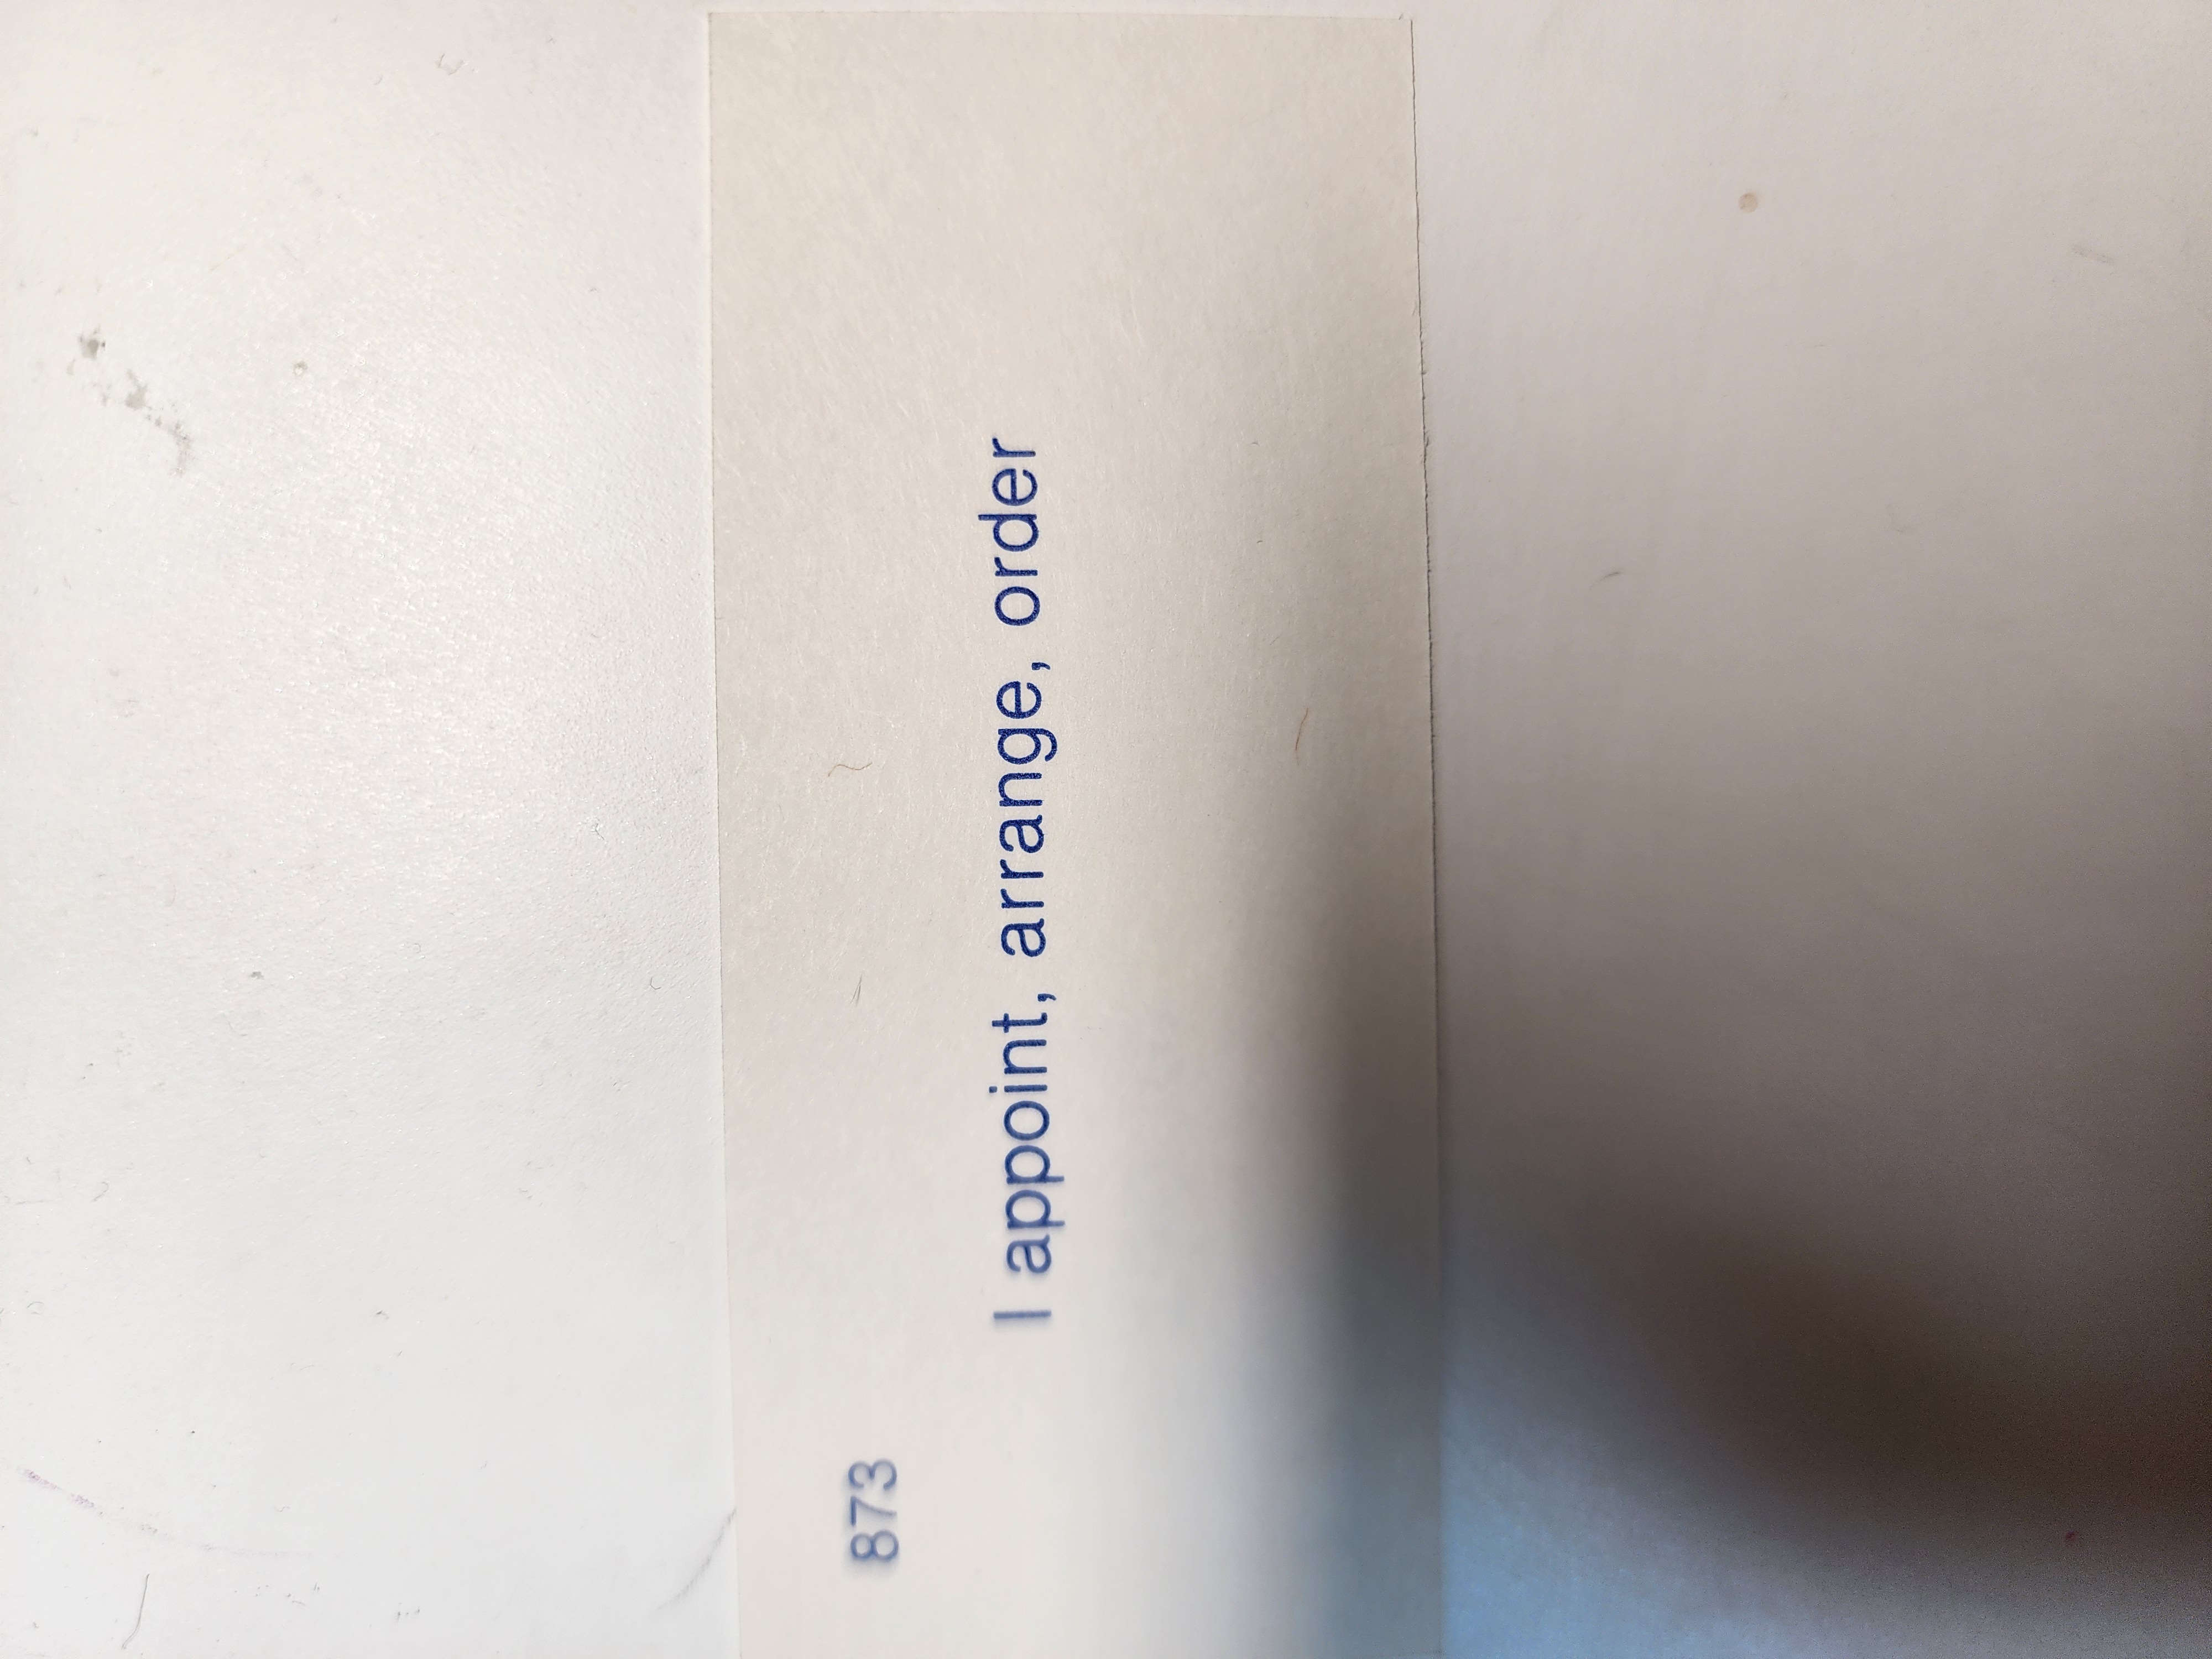 873
I appoint, arrange, order